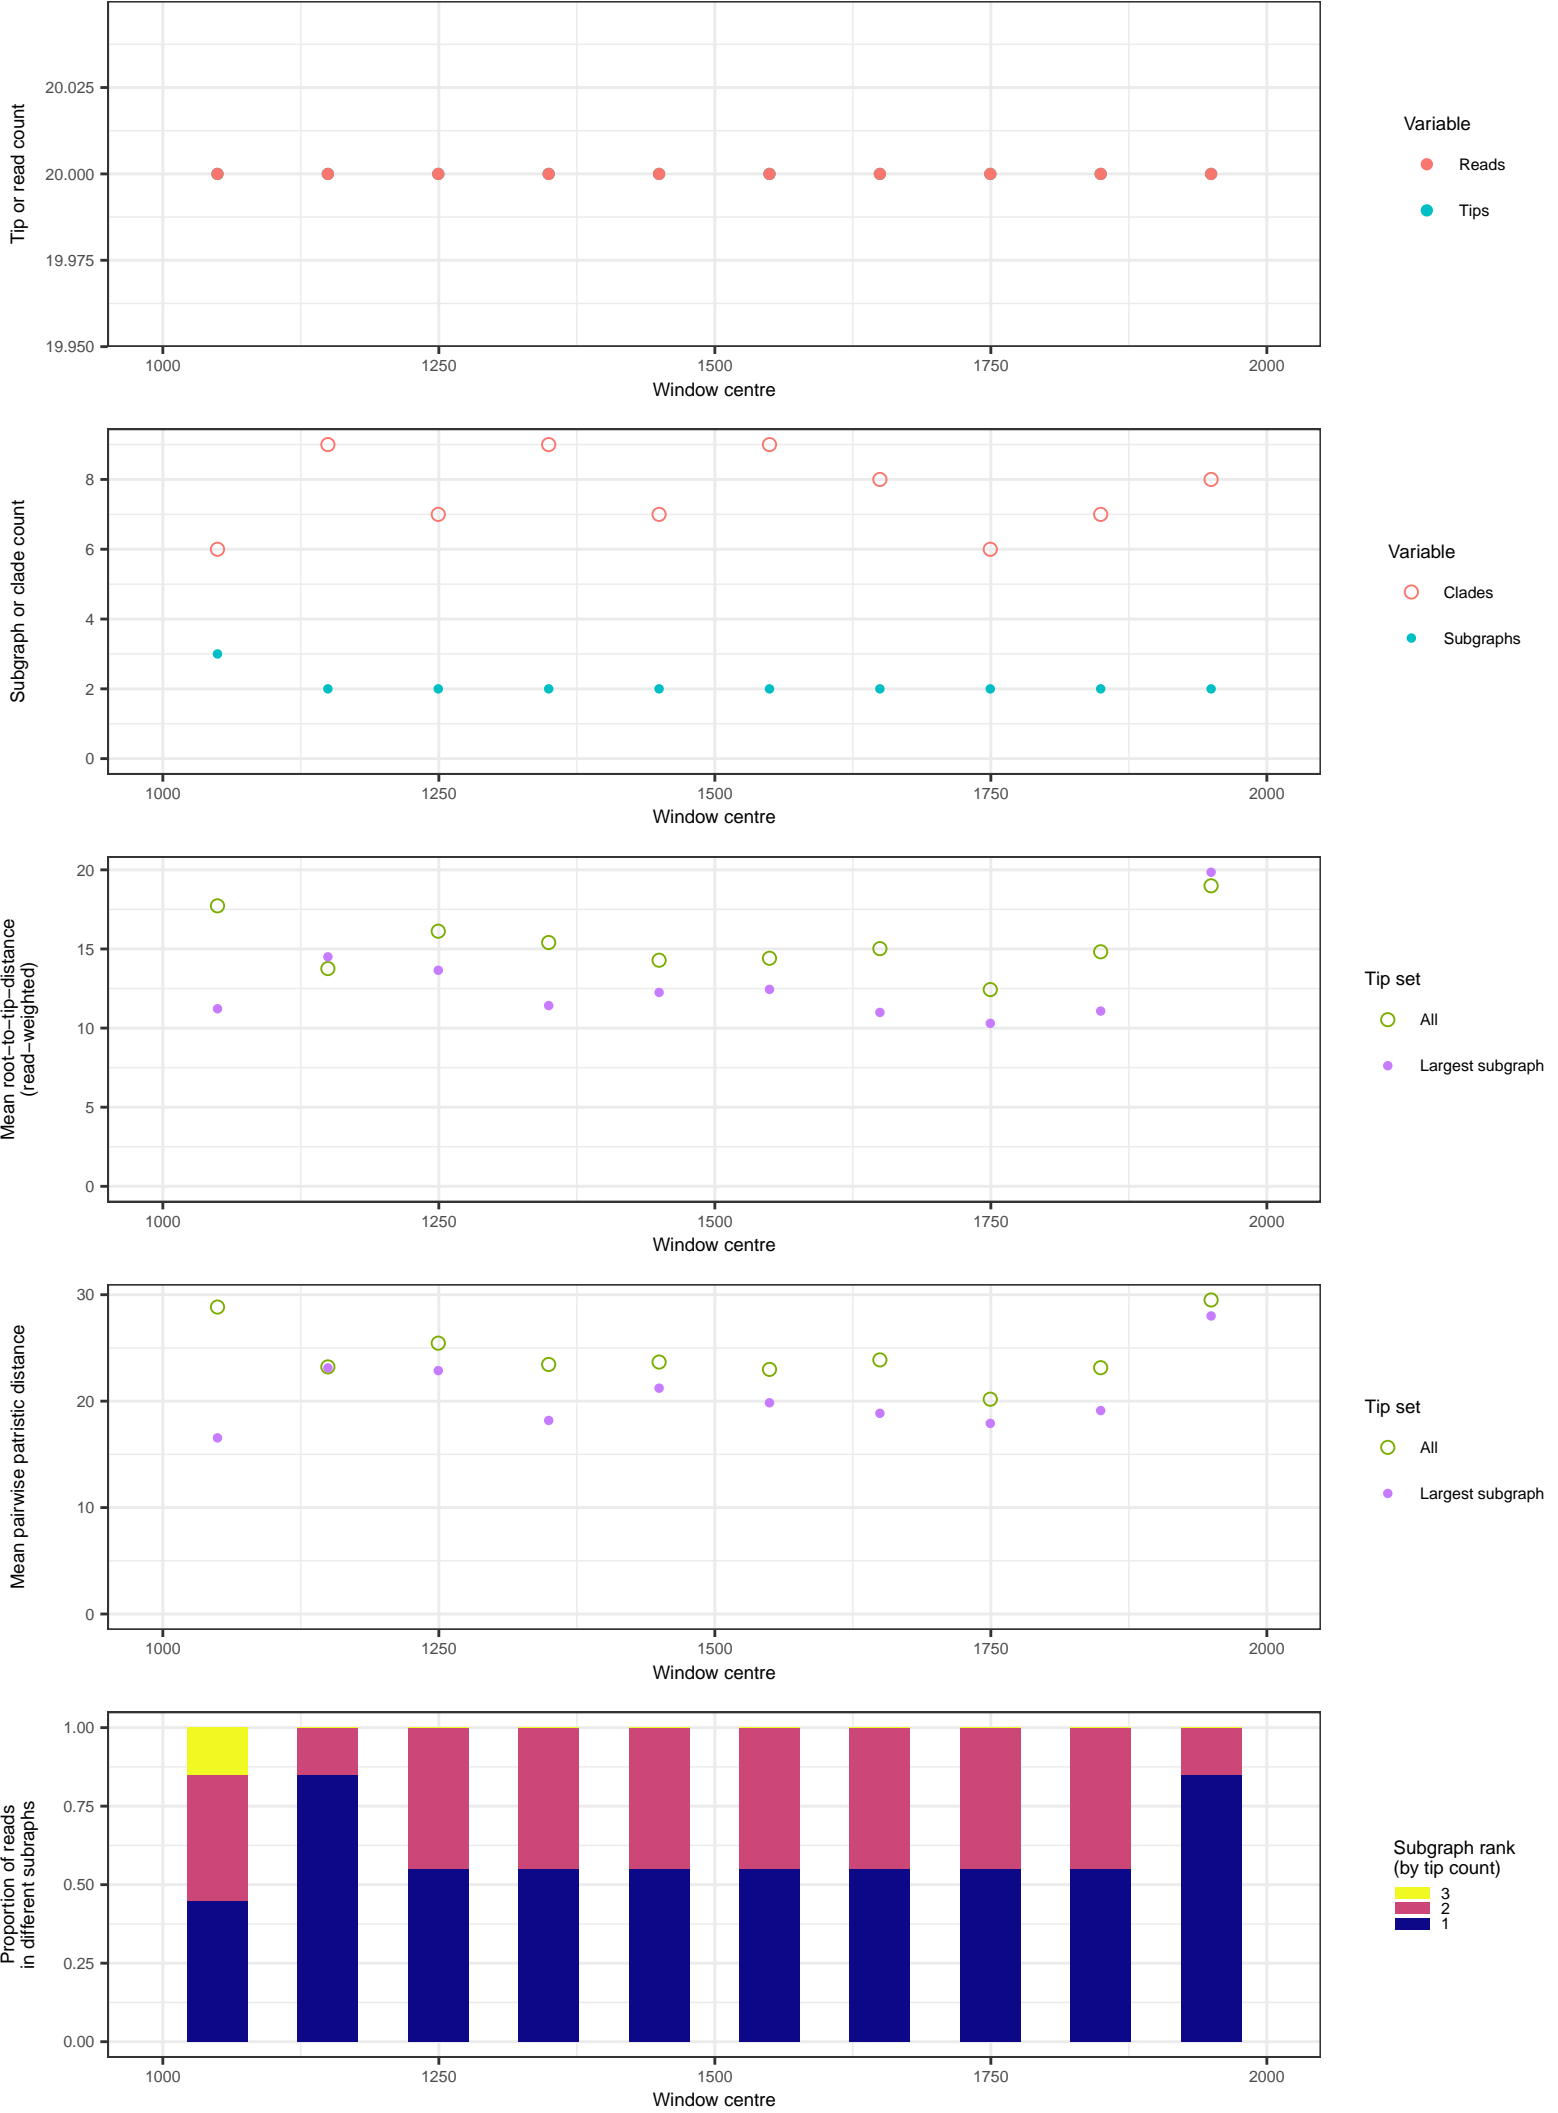 Tip or read count
20.025
20.000
19.975
19.950
1000 1250 1500 1750 2000
Window centre
Variable
Reads
Tips
Subgraph or clade count
8
6
4
2
0
1000 1250 1500 1750 2000
Window centre
Variable
Clades
Subgraphs
Mean root−to−tip−distance
(read−weighted)
20
15
10
5
0
1000 1250 1500 1750 2000
Window centre
Tip set
All
Largest subgraph
Mean pairwise patristic distance
30
20
10
0
1000 1250 1500 1750 2000
Window centre
Tip set
All
Largest subgraph
Proportion of reads
in different subraphs
1.00
0.75
0.50
0.25
0.00
1000 1250 1500 1750 2000
Window centre
Subgraph rank
(by tip count)
3
2
1